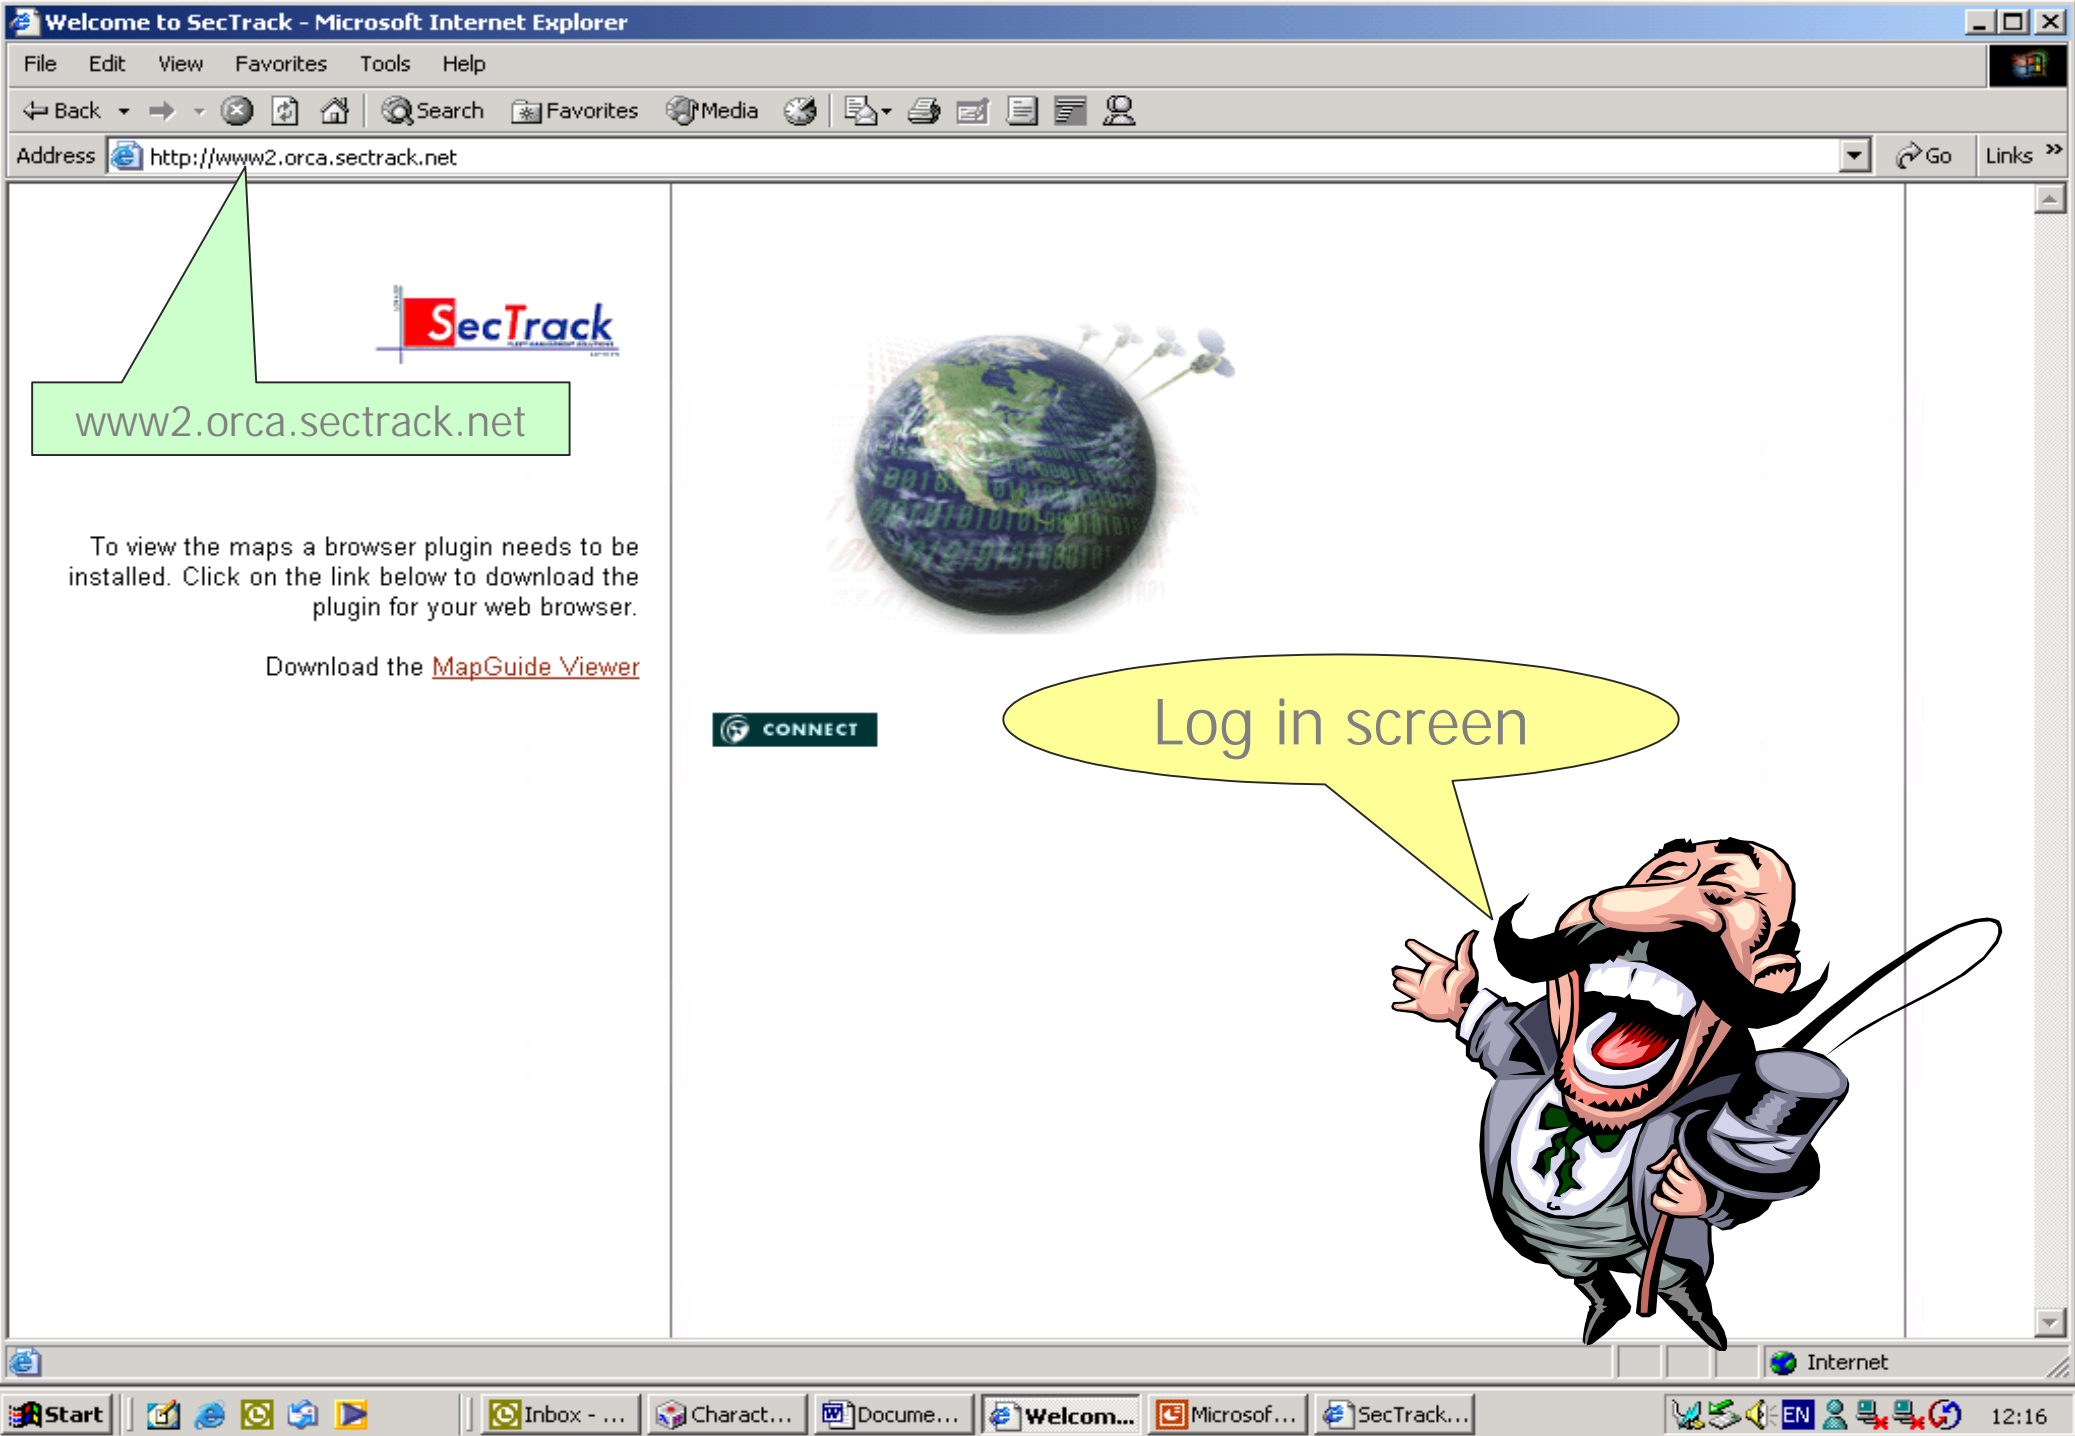 Welcome to SecTrack - Microsoft Internet Explorer
File Edit View Favorites Tools Help
Back Search Favorites Media
Address http://www2.orca.sectrack.net Go Links »
SecTrack
FLEET MANAGEMENT SOLUTIONS
www2.orca.sectrack.net
To view the maps a browser plugin needs to be
installed. Click on the link below to download the
plugin for your web browser.
Download the MapGuide Viewer
CONNECT
Log in screen
Internet
Start Inbox - ... Charact... Docume... Welcom... Microsof... SecTrack... EN 12:16